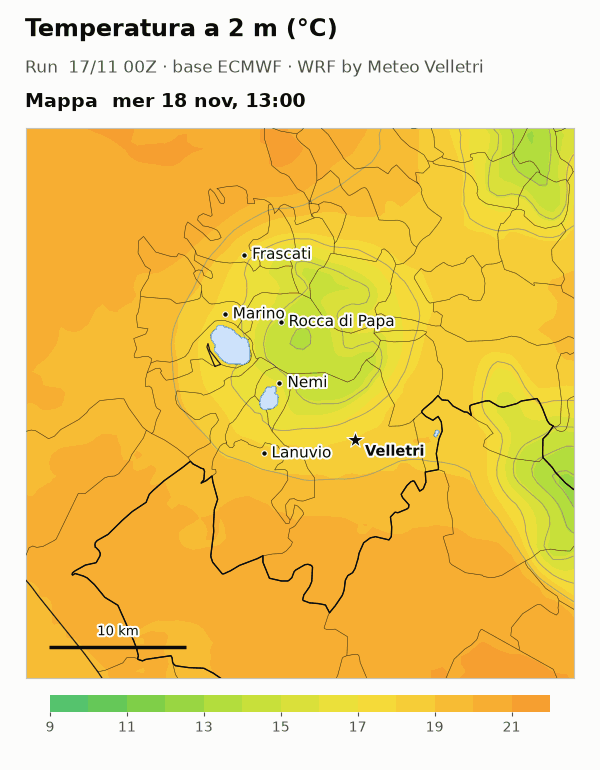 Temperatura a 2 m (°C)
Run  17/11 00Z · base ECMWF · WRF by Meteo Velletri
Mappa  mer 18 nov, 13:00
Frascati
Marino
Rocca di Papa
Nemi
Velletri
Lanuvio
10 km
9 11 13 15 17 19 21